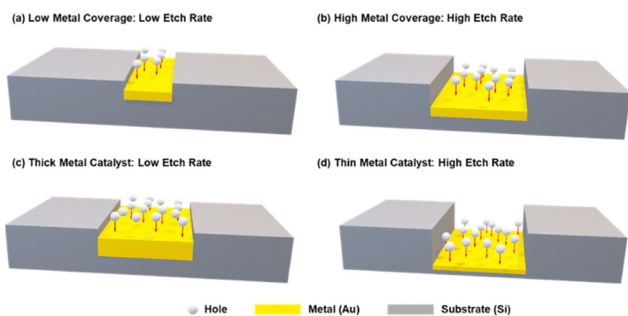 (a) Low Metal Coverage: Low Etch Rate
(b) High Metal Coverage: High Etch Rate
(c) Thick Metal Catalyst: Low Etch Rate
(d) Thin Metal Catalyst: High Etch Rate
Hole
Metal (Au)
Substrate (Si)